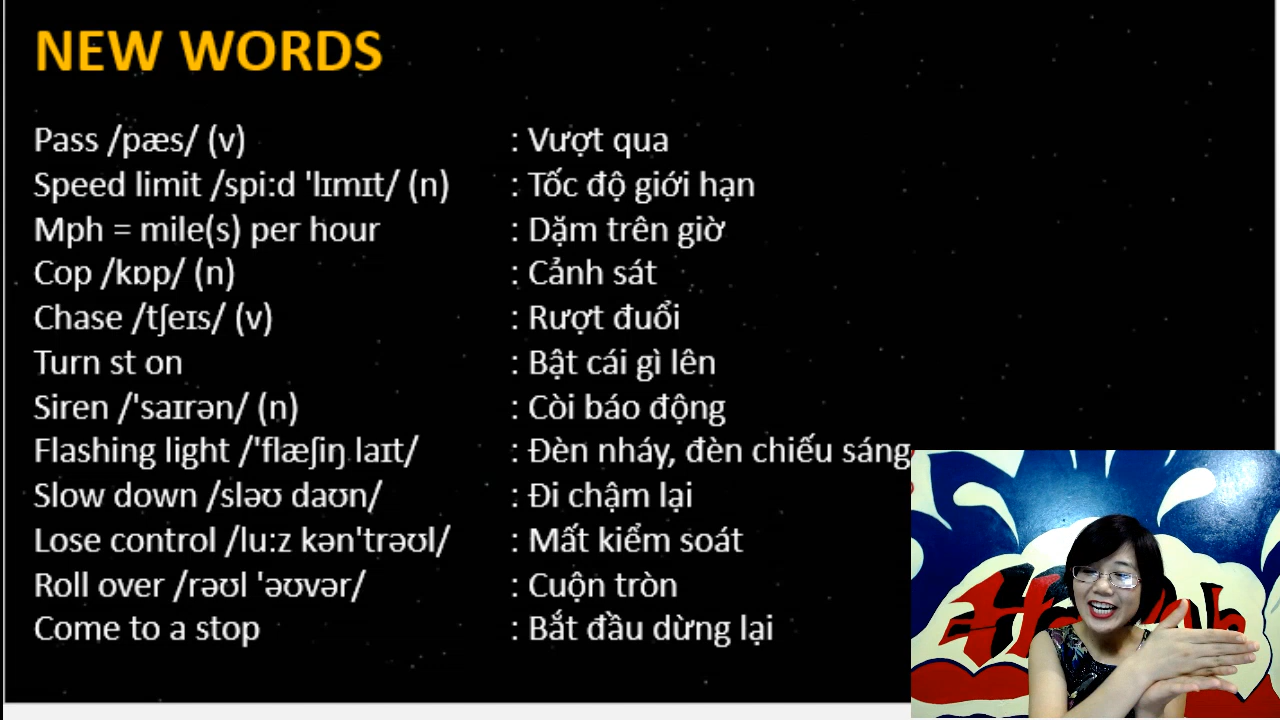 NEW WORDS
Pass /pæs/ (v) : Vượt qua
Speed limit /spi:d 'lɪmɪt/ (n) : Tốc độ giới hạn
Mph = mile(s) per hour : Dặm trên giờ
Cop /kɒp/ (n) : Cảnh sát
Chase /tʃeɪs/ (v) : Rượt đuổi
Turn st on : Bật cái gì lên
Siren /'saɪrən/ (n) : Còi báo động
Flashing light /'flæʃiŋ laɪt/ : Đèn nháy, đèn chiếu sáng
Slow down /sləʊ daʊn/ : Đi chậm lại
Lose control /lu:z kən'trəʊl/ : Mất kiểm soát
Roll over /rəʊl 'əʊvər/ : Cuộn tròn
Come to a stop : Bắt đầu dừng lại